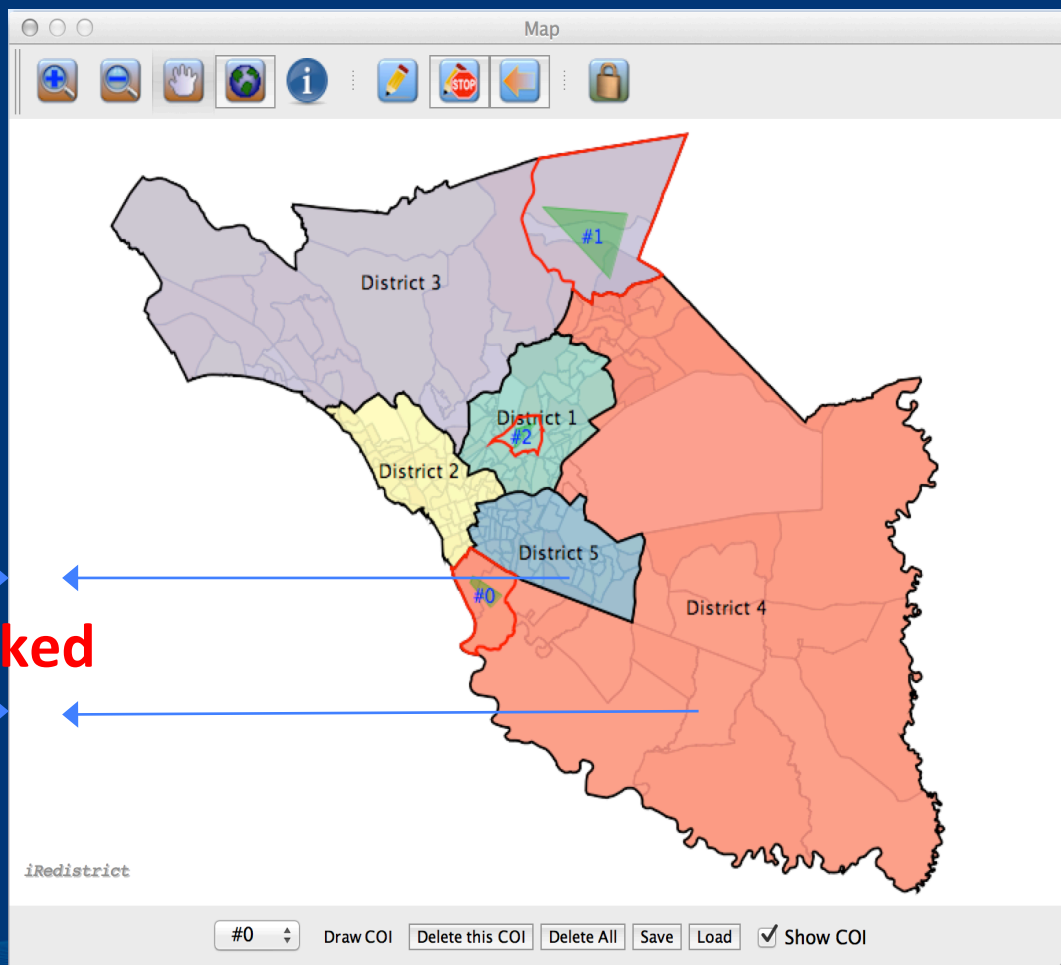 Map
STOP
#1
District 3
District 1
#2
District 2
District 5
#0
District 4
ked
iRedistrict
#0 Draw COI Delete this COI Delete All Save Load Show COI